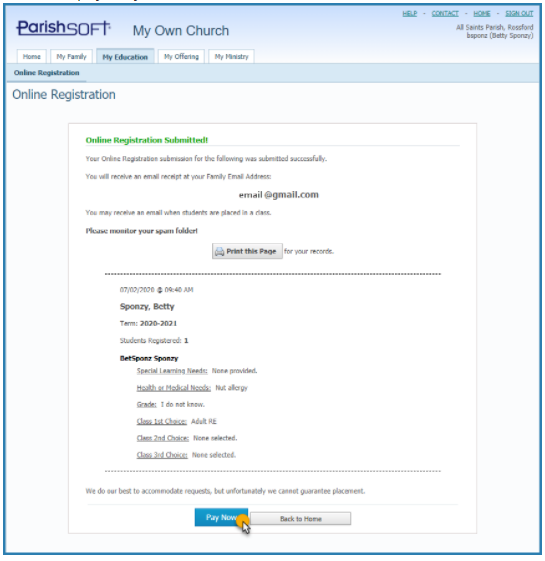 HELP - CONTACT - HOME - SIGN OUT
ParishSOFT My Own Church
All Saints Parish, Rossford
bsponz (Betty Sponzy)
Home My Family My Education My Offering My Ministry
Online Registration
Online Registration
Online Registration Submitted!
Your Online Registration submission for the following was submitted successfully.
You will receive an email receipt at your Family Email Address:
email @gmail.com
You may receive an email when students are placed in a class.
Please monitor your spam folder!
Print this Page for your records.
07/02/2020 @ 09:40 AM
Sponzy, Betty
Term: 2020-2021
Students Registered: 1
BetSponz Sponzy
Special Learning Needs: None provided.
Health or Medical Needs: Nut allergy
Grade: I do not know.
Class 1st Choice: Adult RE
Class 2nd Choice: None selected.
Class 3rd Choice: None selected.
We do our best to accommodate requests, but unfortunately we cannot guarantee placement.
Pay Now Back to Home